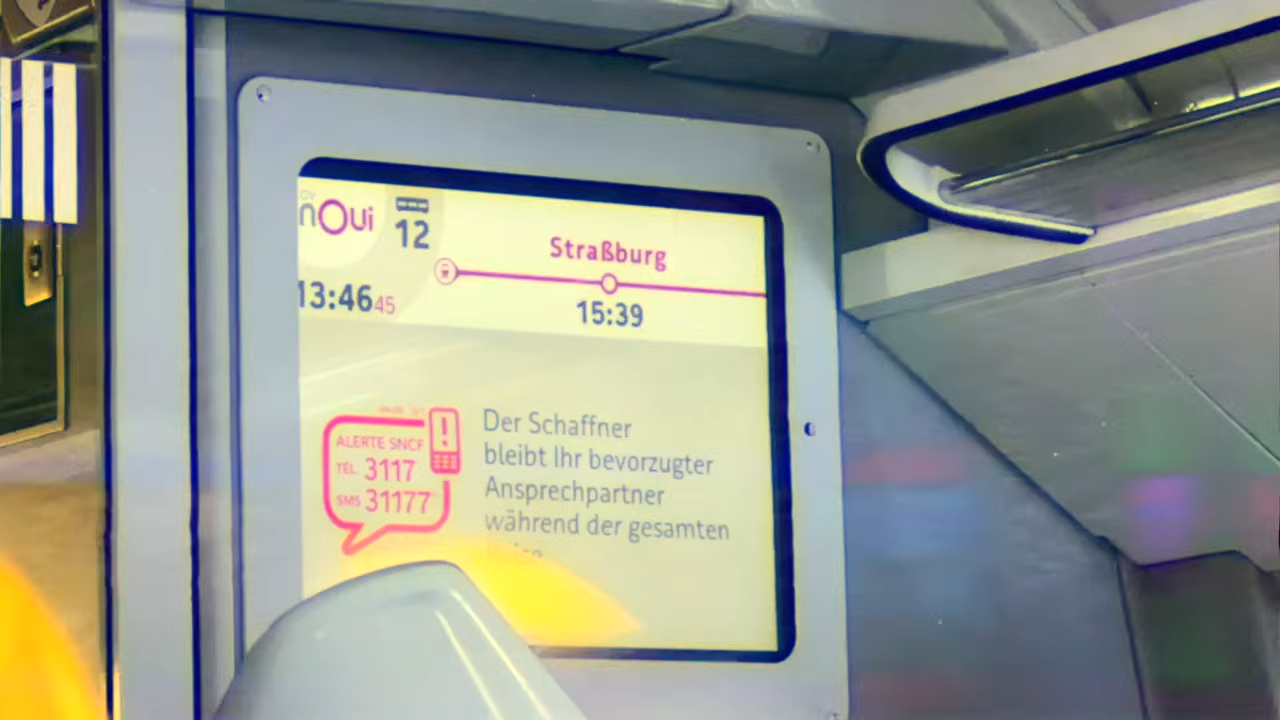 nOui
12
Straßburg
13:46 45
15:39
ALERTE SNCF
TÉL. 3117
SMS 31177
Der Schaffner
bleibt Ihr bevorzugter
Ansprechpartner
während der gesamten